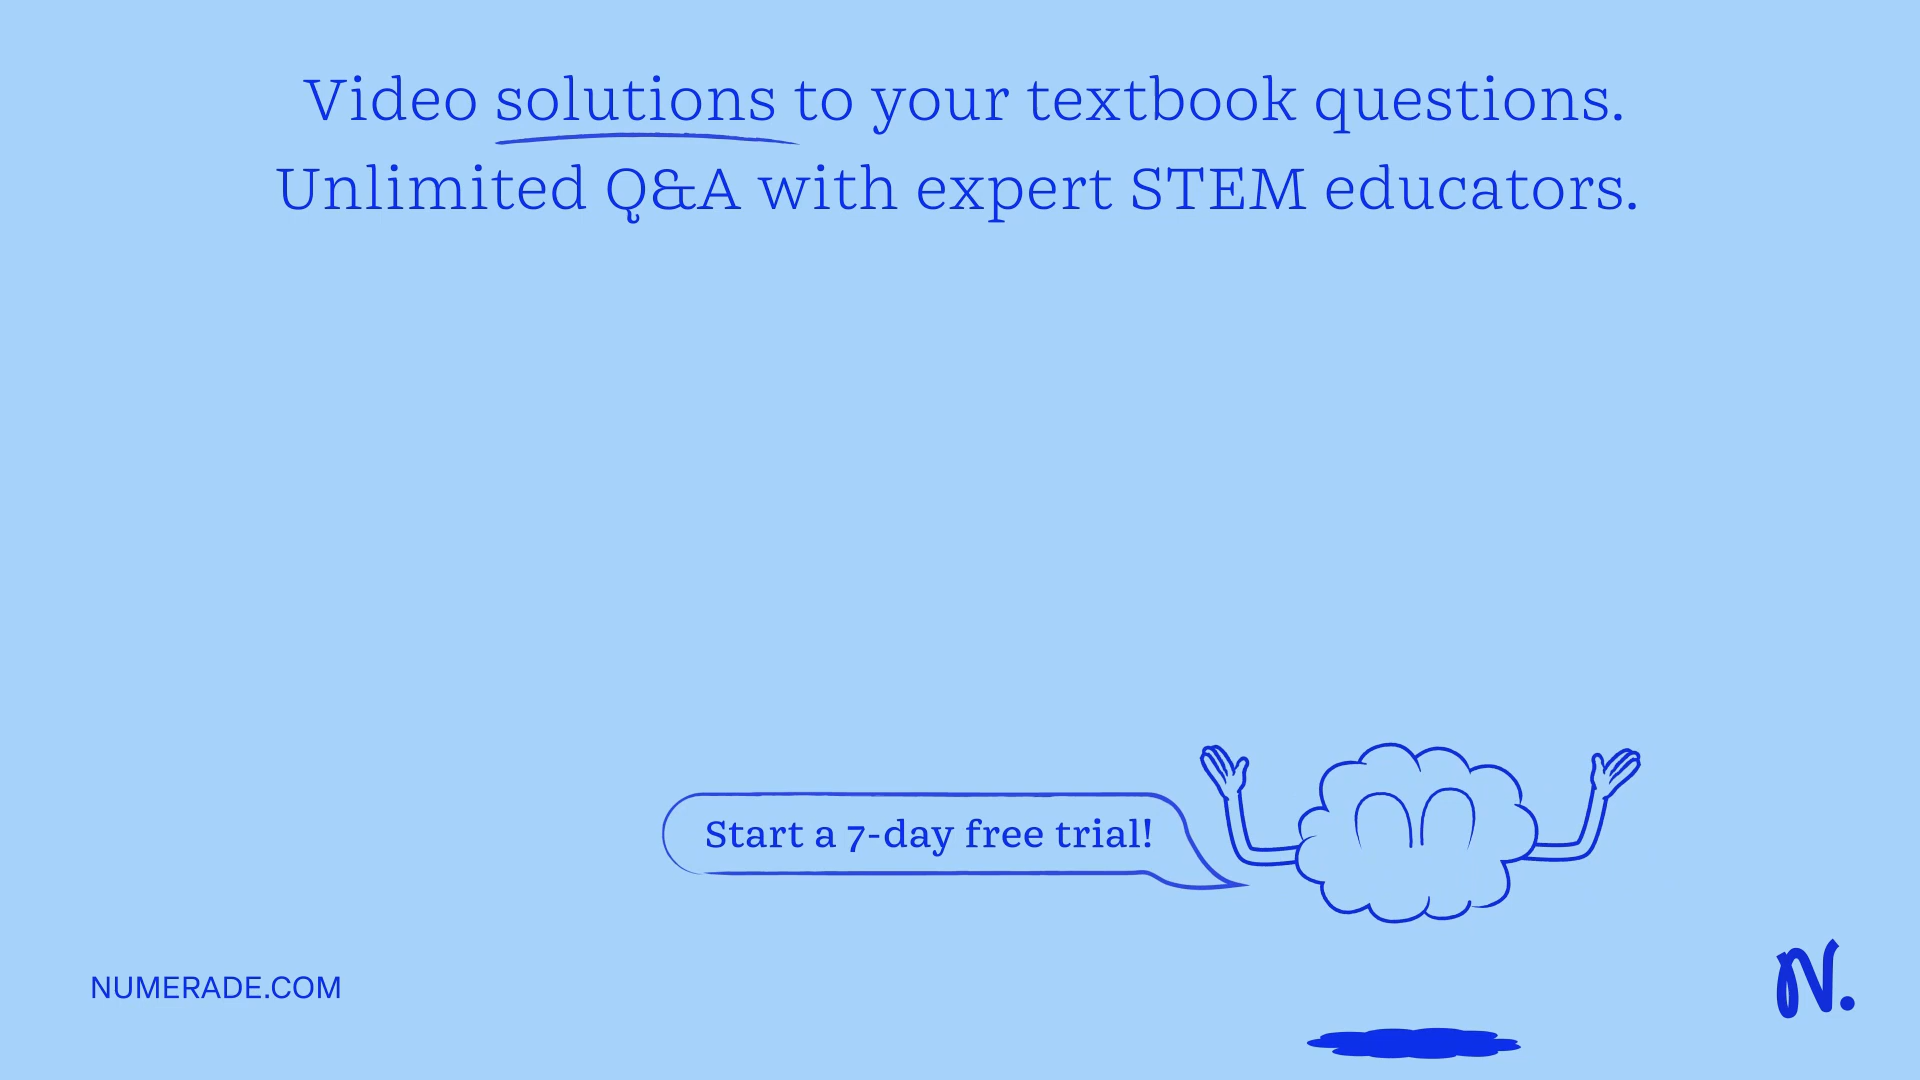 Video solutions to your textbook questions.
Unlimited Q&A with expert STEM educators.
Start a 7-day free trial!
NUMERADE.COM
N.